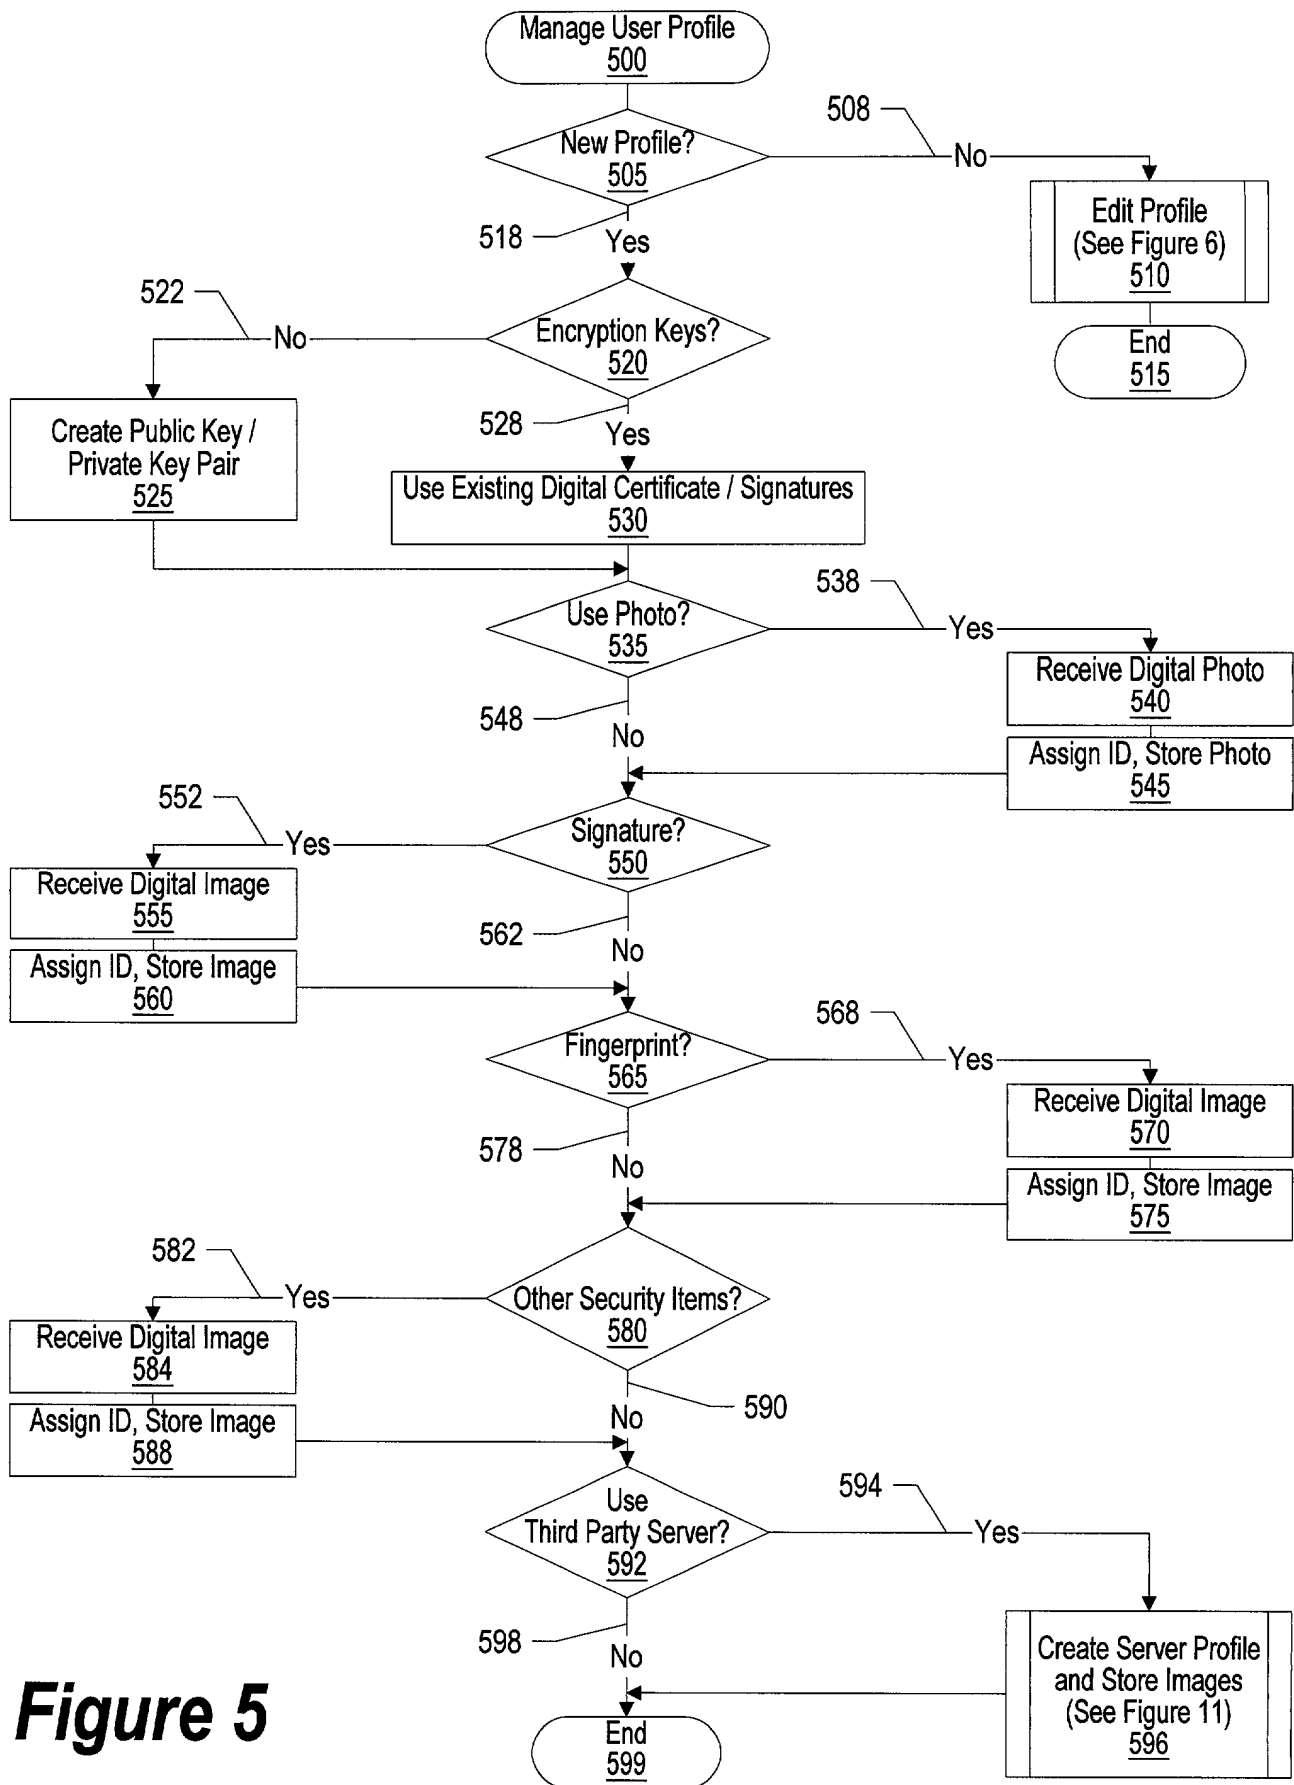 Manage User Profile
500
508
New Profile?
505
No
518
Yes
Edit Profile
(See Figure 6)
510
522
No
Encryption Keys?
520
End
515
528
Yes
Create Public Key /
Private Key Pair
525
Use Existing Digital Certificate / Signatures
530
538
Use Photo?
535
Yes
Receive Digital Photo
540
548
No
Assign ID, Store Photo
545
552
Yes
Signature?
550
Receive Digital Image
555
562
No
Assign ID, Store Image
560
568
Fingerprint?
565
Yes
Receive Digital Image
570
578
No
Assign ID, Store Image
575
582
Yes
Other Security Items?
580
Receive Digital Image
584
590
No
Assign ID, Store Image
588
594
Use
Third Party Server?
592
Yes
598
No
Create Server Profile
and Store Images
(See Figure 11)
596
Figure 5
End
599